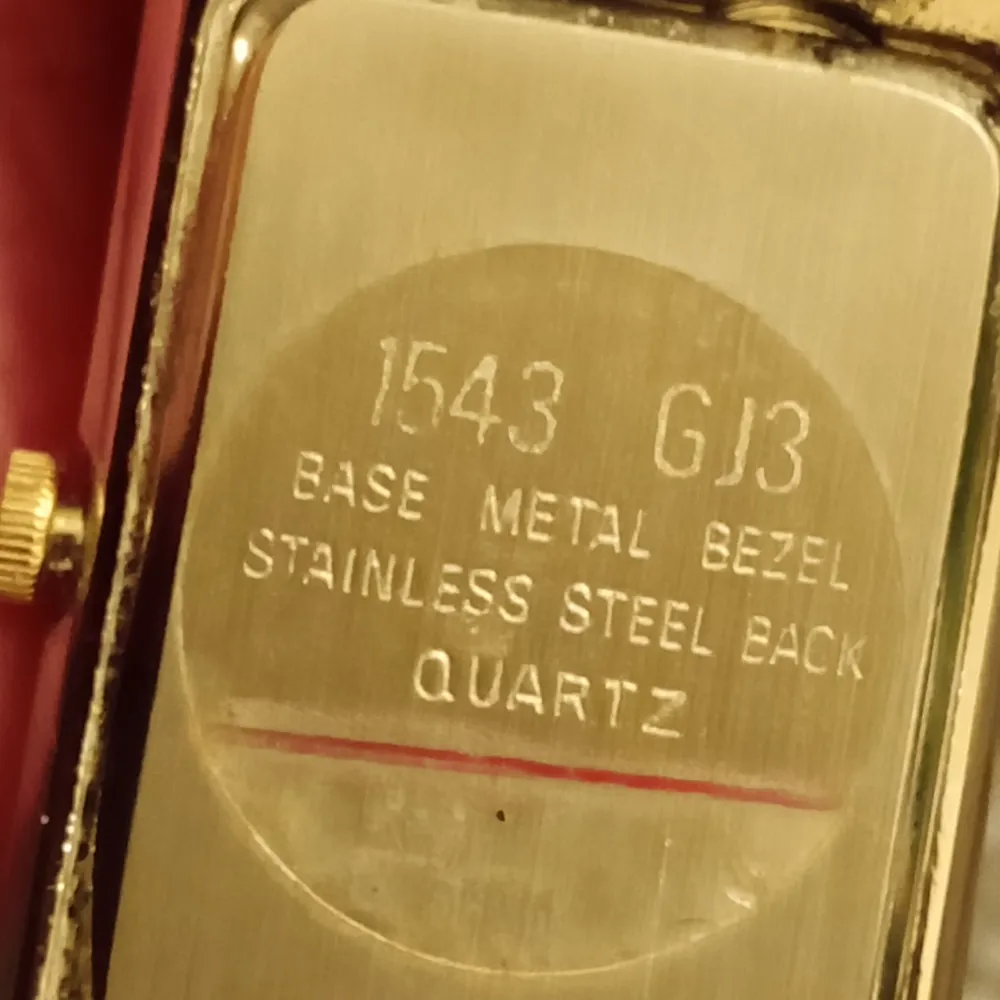 1543 GJ3
BASE METAL BEZEL
STAINLESS STEEL BACK
QUARTZ